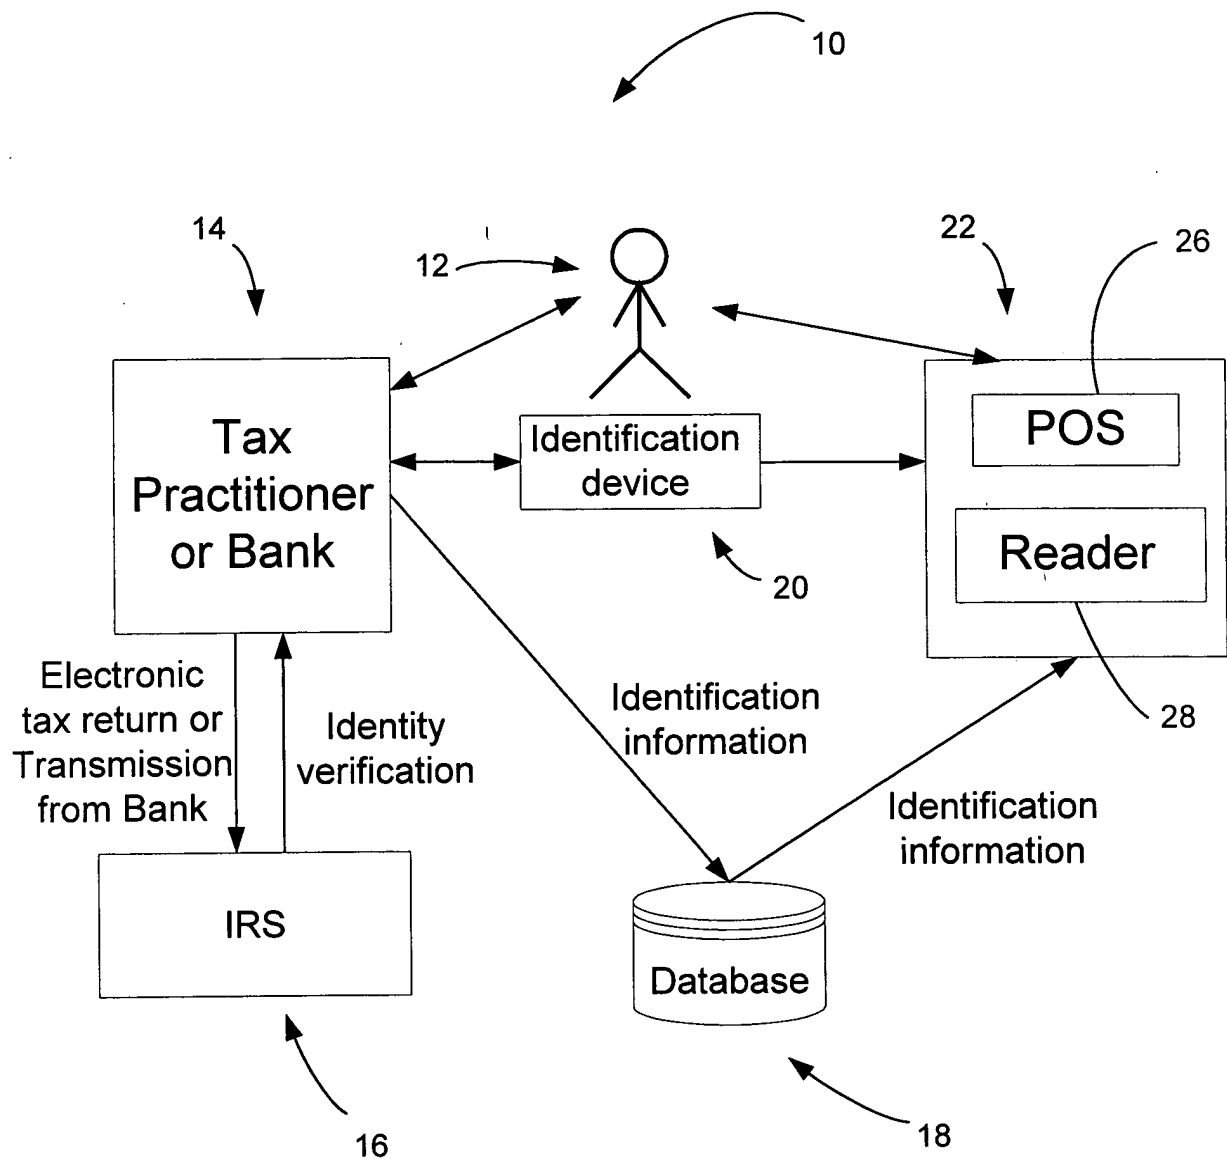 10
14
12
22
26
Tax
Practitioner
or Bank
Identification
device
POS
Reader
20
28
Electronic
tax return or
Transmission
from Bank
Identity
verification
Identification
information
Identification
information
IRS
Database
16
18